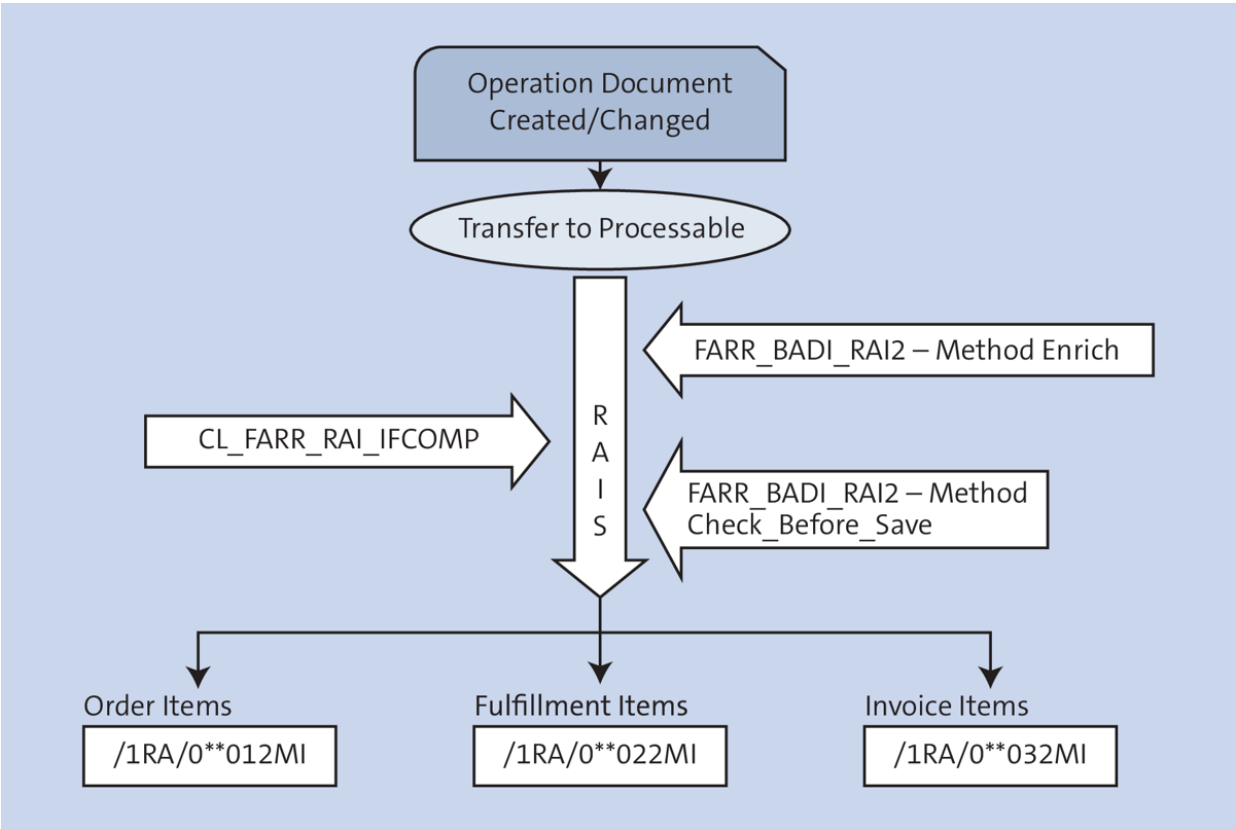 Operation Document
Created/Changed
Transfer to Processable
FARR_BADI_RAI2 – Method Enrich
CL_FARR_RAI_IFCOMP
R
A
I
S
FARR_BADI_RAI2 – Method
Check_Before_Save
Order Items
/1RA/0**012MI
Fulfillment Items
/1RA/0**022MI
Invoice Items
/1RA/0**032MI